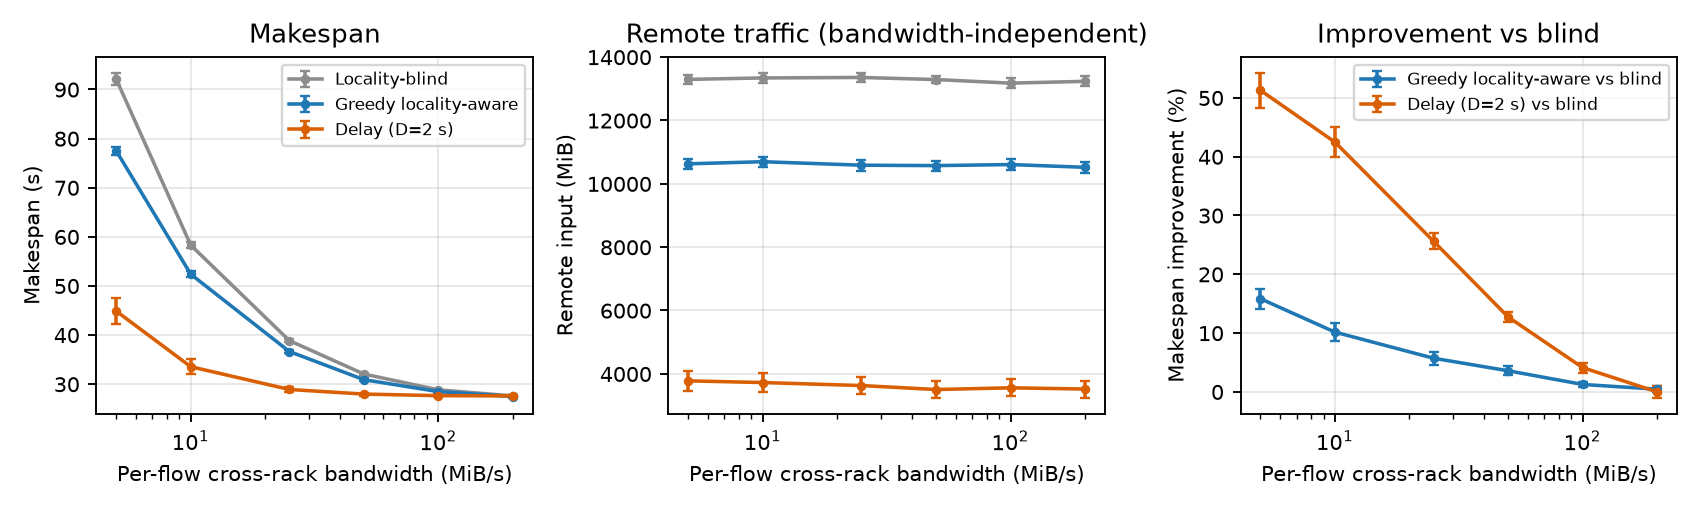 Makespan
Makespan (s)
90
80
70
60
50
40
30
10¹
10²
Per-flow cross-rack bandwidth (MiB/s)
Locality-blind
Greedy locality-aware
Delay (D=2 s)
Remote traffic (bandwidth-independent)
Remote input (MiB)
14000
12000
10000
8000
6000
4000
10¹
10²
Per-flow cross-rack bandwidth (MiB/s)
Improvement vs blind
Makespan improvement (%)
50
40
30
20
10
0
10¹
10²
Per-flow cross-rack bandwidth (MiB/s)
Greedy locality-aware vs blind
Delay (D=2 s) vs blind